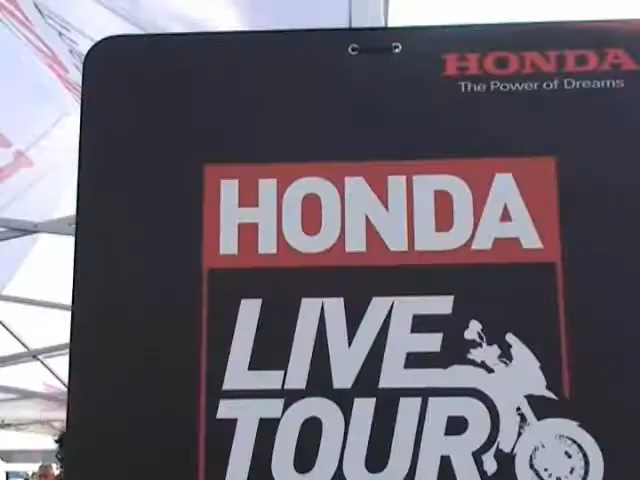 HONDA
The Power of Dreams
HONDA
LIVE
TOUR